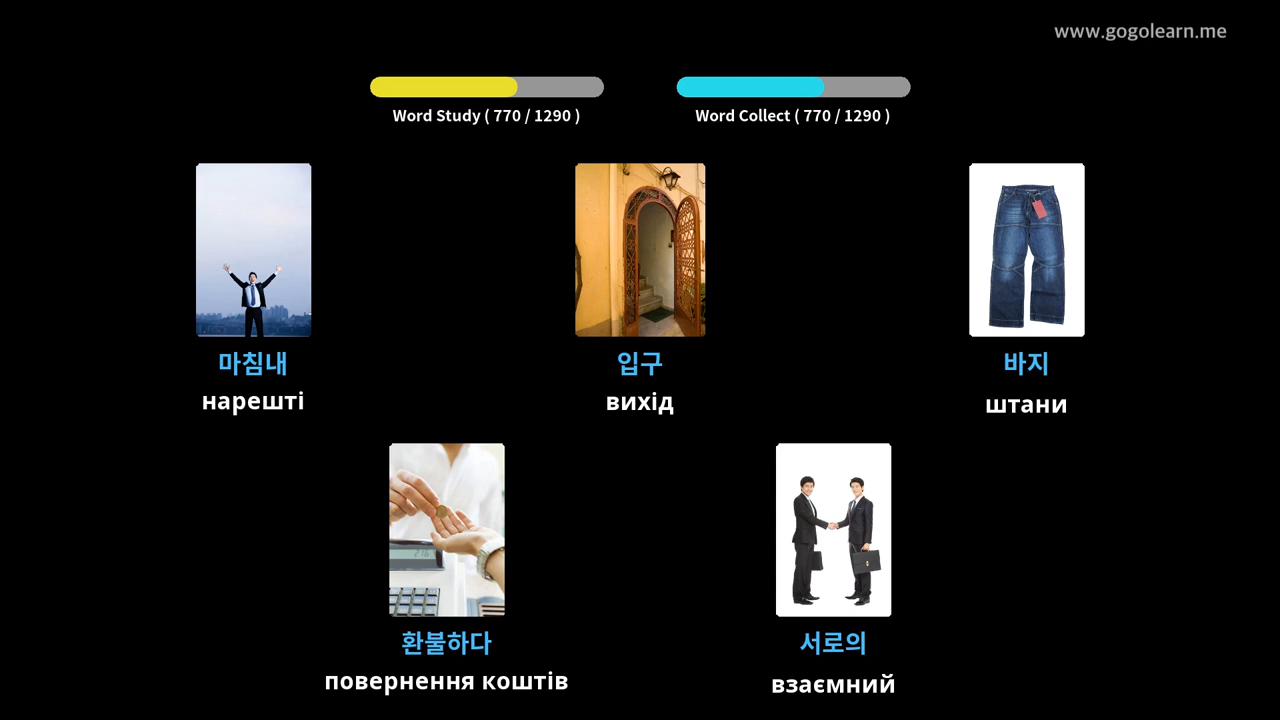 www.gogolearn.me
Word Study ( 770 / 1290 )
Word Collect ( 770 / 1290 )
마침내
нарешті
입구
вихід
바지
штани
환불하다
повернення коштів
서로의
взаємний